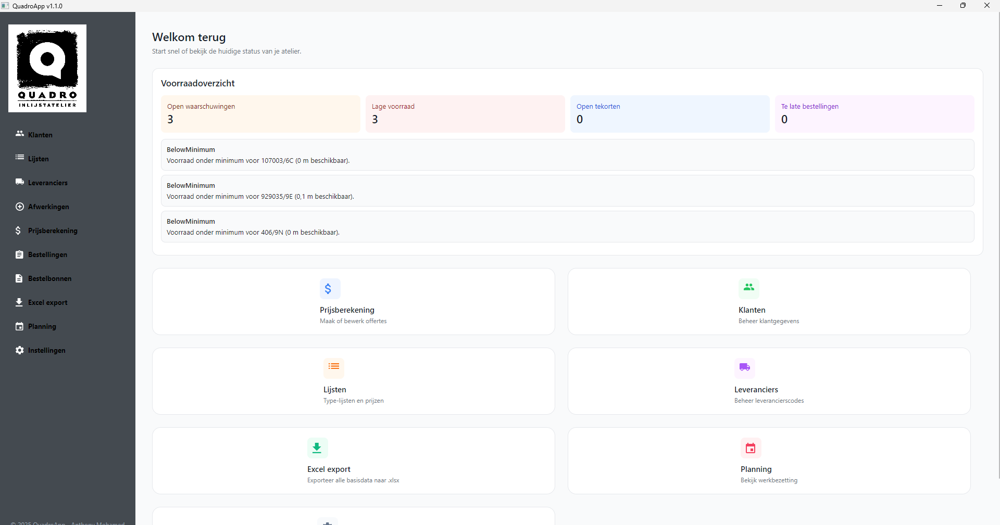 QuadroApp v1.1.0
QUADRO
INLIJSTATELIER
Klanten
Lijsten
Leveranciers
Afwerkingen
Prijsberekening
Bestellingen
Bestelbonnen
Excel export
Planning
Instellingen
© 2025 QuadroApp - Anthony Mohamed
Welkom terug
Start snel of bekijk de huidige status van je atelier.
Voorraadoverzicht
Open waarschuwingen
3
Lage voorraad
3
Open tekorten
0
Te late bestellingen
0
BelowMinimum
Voorraad onder minimum voor 107003/6C (0 m beschikbaar).
BelowMinimum
Voorraad onder minimum voor 929035/9E (0,1 m beschikbaar).
BelowMinimum
Voorraad onder minimum voor 406/9N (0 m beschikbaar).
Prijsberekening
Maak of bewerk offertes
Klanten
Beheer klantgegevens
Lijsten
Type-lijsten en prijzen
Leveranciers
Beheer leverancierscodes
Excel export
Exporteer alle basisdata naar .xlsx
Planning
Bekijk werkbezetting